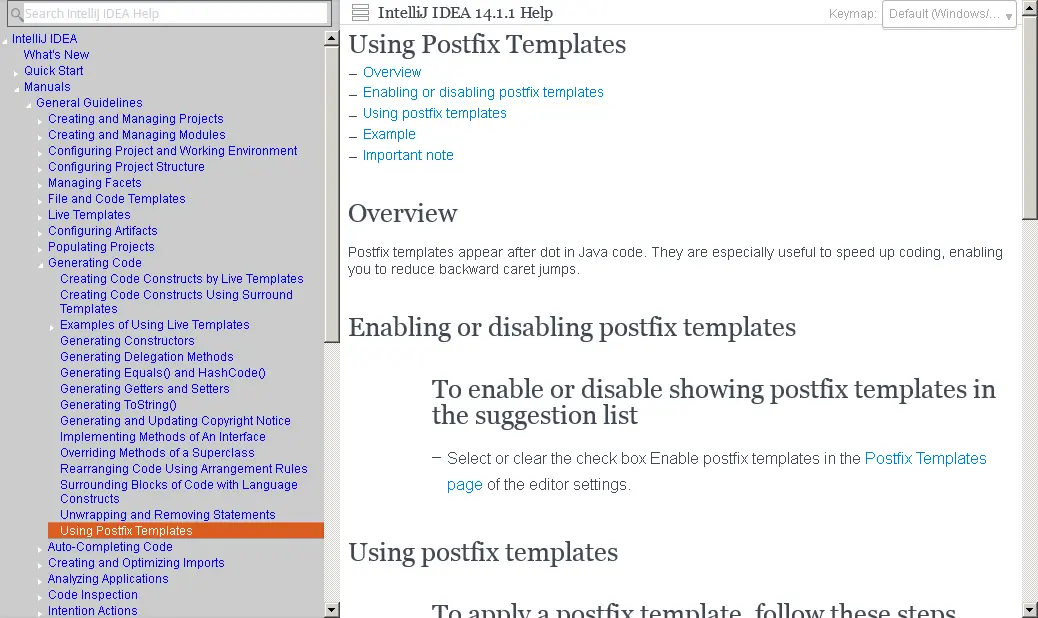 Search IntelliJ IDEA Help
IntelliJ IDEA
What's New
Quick Start
Manuals
General Guidelines
Creating and Managing Projects
Creating and Managing Modules
Configuring Project and Working Environment
Configuring Project Structure
Managing Facets
File and Code Templates
Live Templates
Configuring Artifacts
Populating Projects
Generating Code
Creating Code Constructs by Live Templates
Creating Code Constructs Using Surround
Templates
Examples of Using Live Templates
Generating Constructors
Generating Delegation Methods
Generating Equals() and HashCode()
Generating Getters and Setters
Generating ToString()
Generating and Updating Copyright Notice
Implementing Methods of An Interface
Overriding Methods of a Superclass
Rearranging Code Using Arrangement Rules
Surrounding Blocks of Code with Language
Constructs
Unwrapping and Removing Statements
Using Postfix Templates
Auto-Completing Code
Creating and Optimizing Imports
Analyzing Applications
Code Inspection
Intention Actions
IntelliJ IDEA 14.1.1 Help
Keymap: Default (Windows/...
Using Postfix Templates
– Overview
– Enabling or disabling postfix templates
– Using postfix templates
– Example
– Important note
Overview
Postfix templates appear after dot in Java code. They are especially useful to speed up coding, enabling
you to reduce backward caret jumps.
Enabling or disabling postfix templates
To enable or disable showing postfix templates in
the suggestion list
– Select or clear the check box Enable postfix templates in the Postfix Templates
page of the editor settings.
Using postfix templates
To apply a postfix template, follow these steps